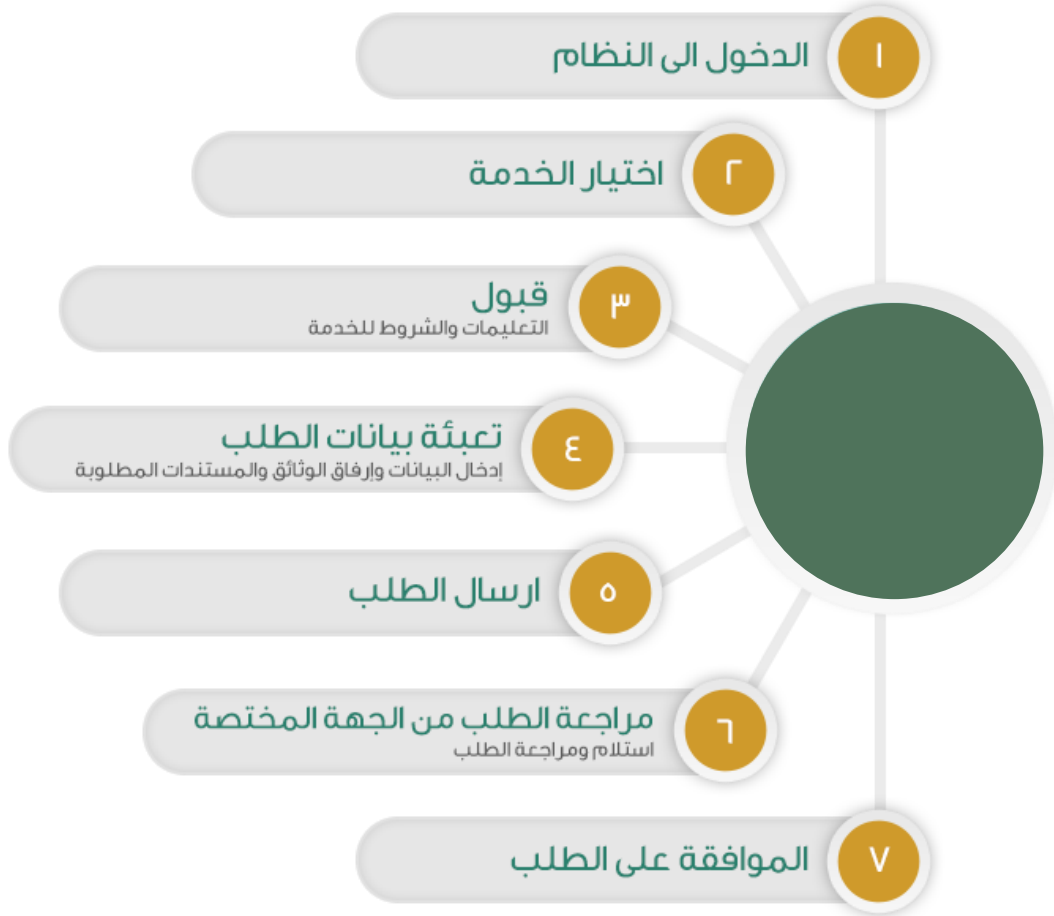 ١
الدخول الى النظام
٢
اختيار الخدمة
٣
قبول
التعليمات والشروط للخدمة
٤
تعبئة بيانات الطلب
إدخال البيانات وإرفاق الوثائق والمستندات المطلوبة
٥
ارسال الطلب
٦
مراجعة الطلب من الجهة المختصة
استلام ومراجعة الطلب
٧
الموافقة على الطلب